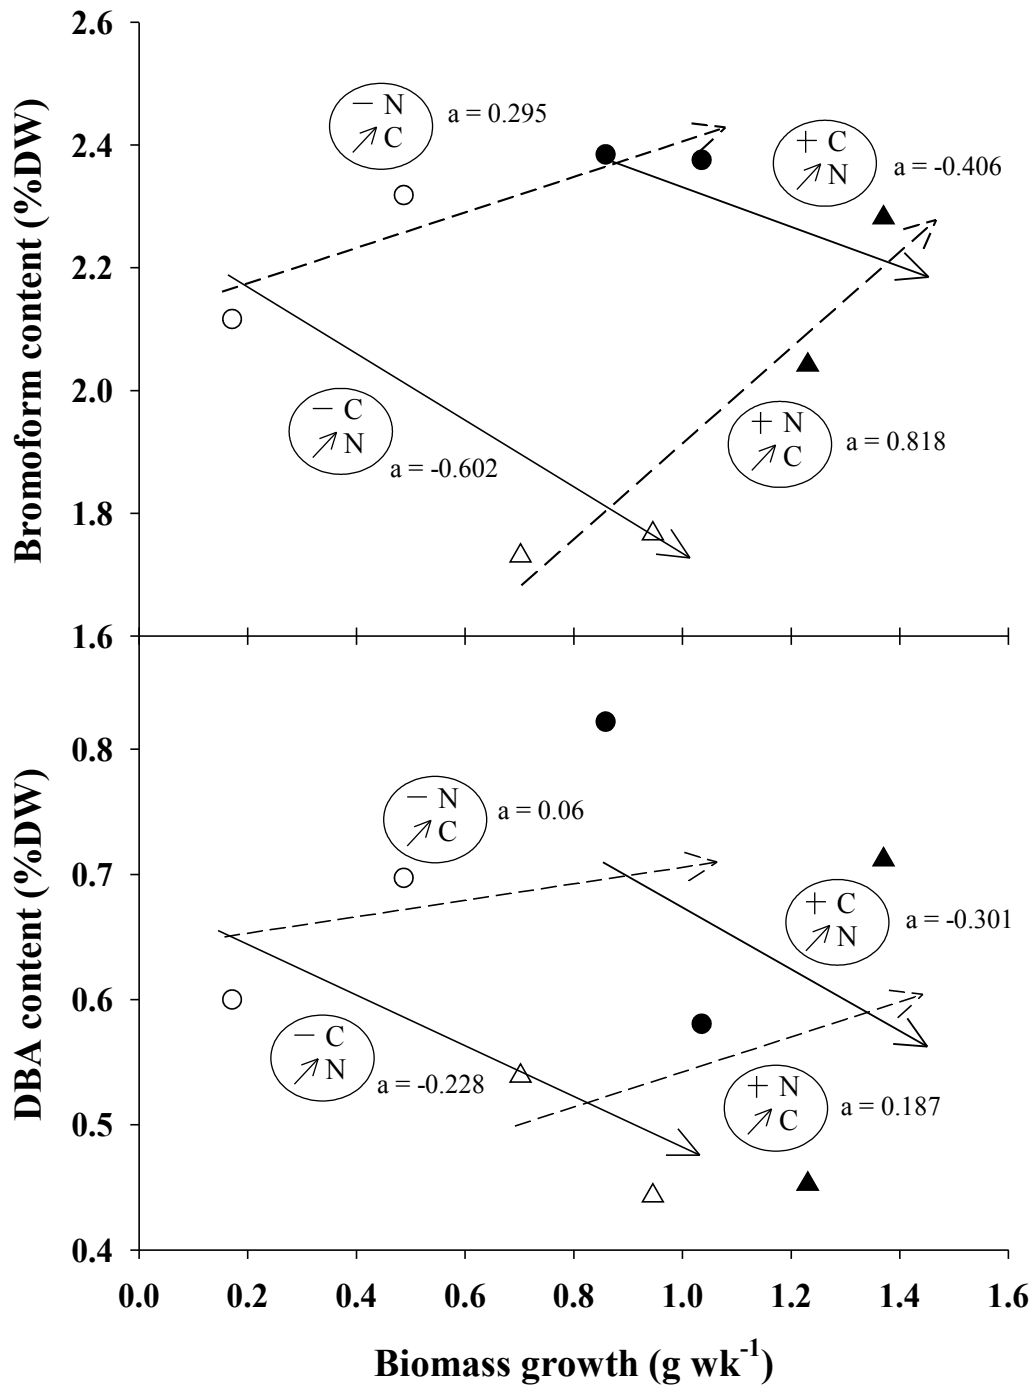 2.6
− N
↗ C
a = 0.295
+ C
↗ N
a = -0.406
2.4
2.2
Bromoform content (%DW)
− C
↗ N
a = -0.602
2.0
+ N
↗ C
a = 0.818
1.8
1.6
0.8
− N
↗ C
a = 0.06
0.7
+ C
↗ N
a = -0.301
DBA content (%DW)
0.6
− C
↗ N
a = -0.228
+ N
↗ C
a = 0.187
0.5
0.4
0.0 0.2 0.4 0.6 0.8 1.0 1.2 1.4 1.6
Biomass growth (g wk⁻¹)